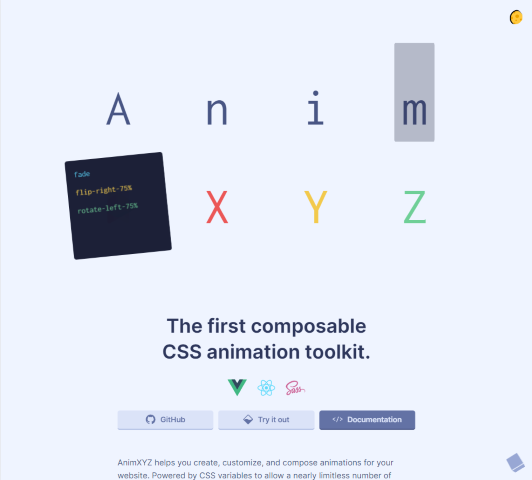 A n i m
fade
flip-right-75%
rotate-left-75%
X Y Z
The first composable
CSS animation toolkit.
Sass
GitHub
Try it out
</> Documentation
AnimXYZ helps you create, customize, and compose animations for your
website. Powered by CSS variables to allow a nearly limitless number of